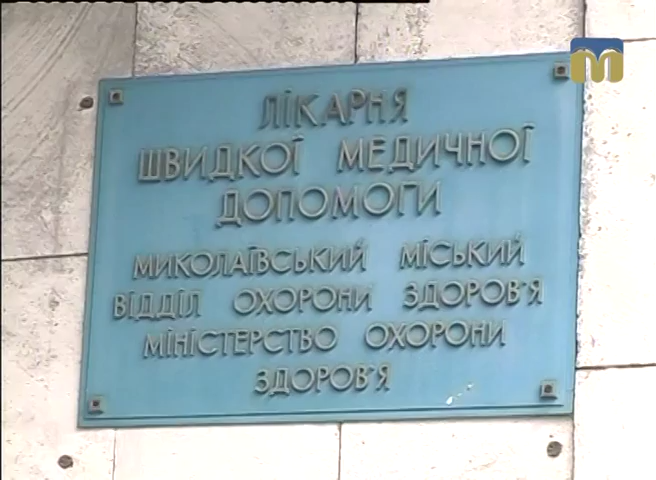 ЛІКАРНЯ
ШВИДКОЇ МЕДИЧНОЇ
ДОПОМОГИ
МИКОЛАЇВСЬКИЙ МІСЬКИЙ
ВІДДІЛ ОХОРОНИ ЗДОРОВ'Я
МІНІСТЕРСТВО ОХОРОНИ
ЗДОРОВ'Я